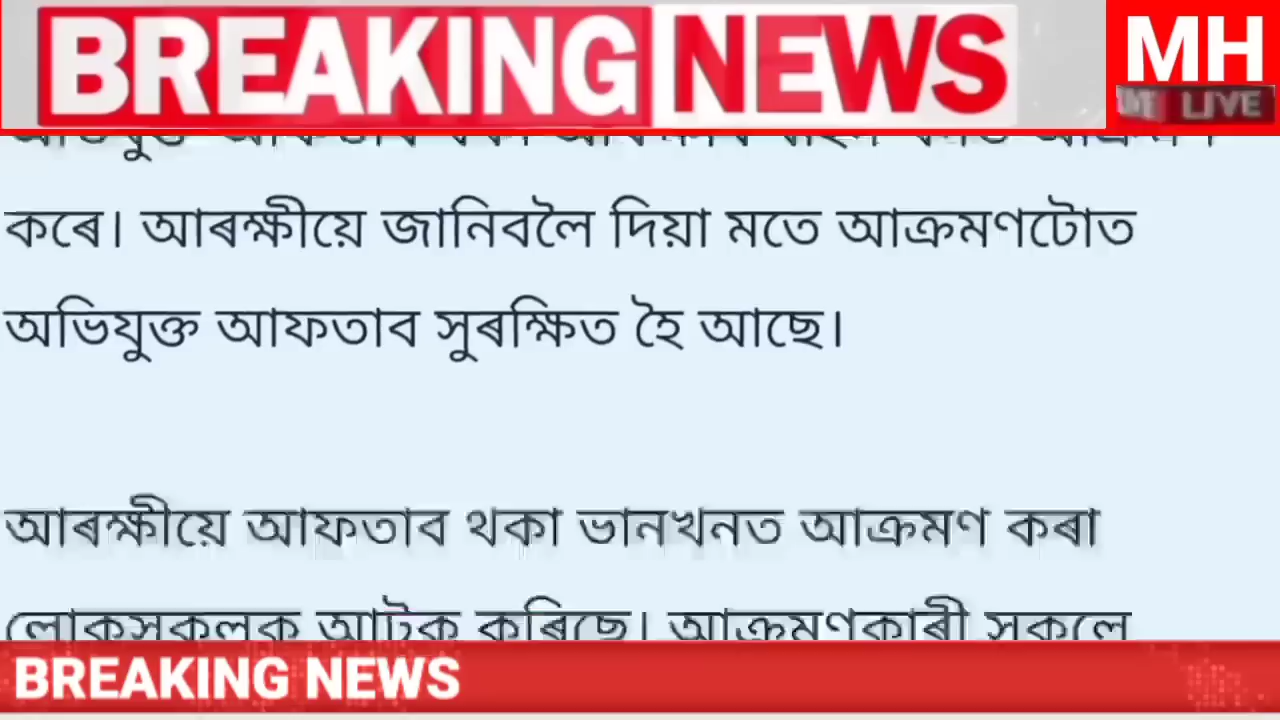 BREAKING NEWS
MH
LIVE
কৰে। আৰক্ষীয়ে জানিবলৈ দিয়া মতে আক্ৰমণটোত
অভিযুক্ত আফতাব সুৰক্ষিত হৈ আছে।
আৰক্ষীয়ে আফতাব থকা ভানখনত আক্ৰমণ কৰা
লোকসকলক আটক কৰিছে। আক্ৰমণকাৰী সকলে
BREAKING NEWS